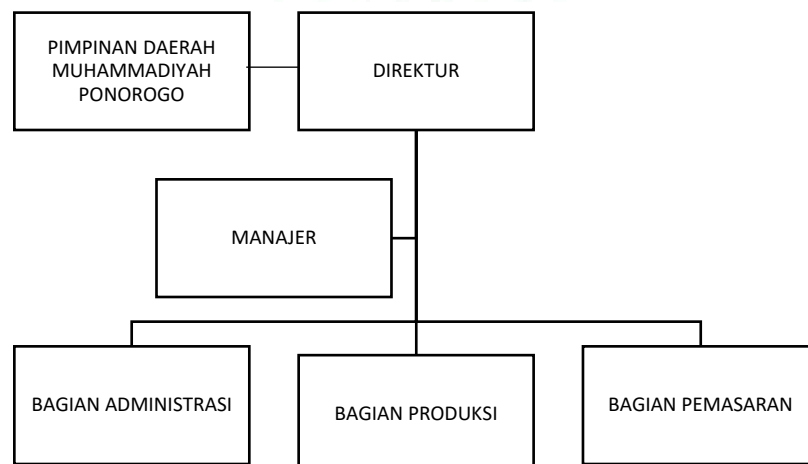 PIMPINAN DAERAH
MUHAMMADIYAH
PONOROGO
DIREKTUR
MANAJER
BAGIAN ADMINISTRASI
BAGIAN PRODUKSI
BAGIAN PEMASARAN